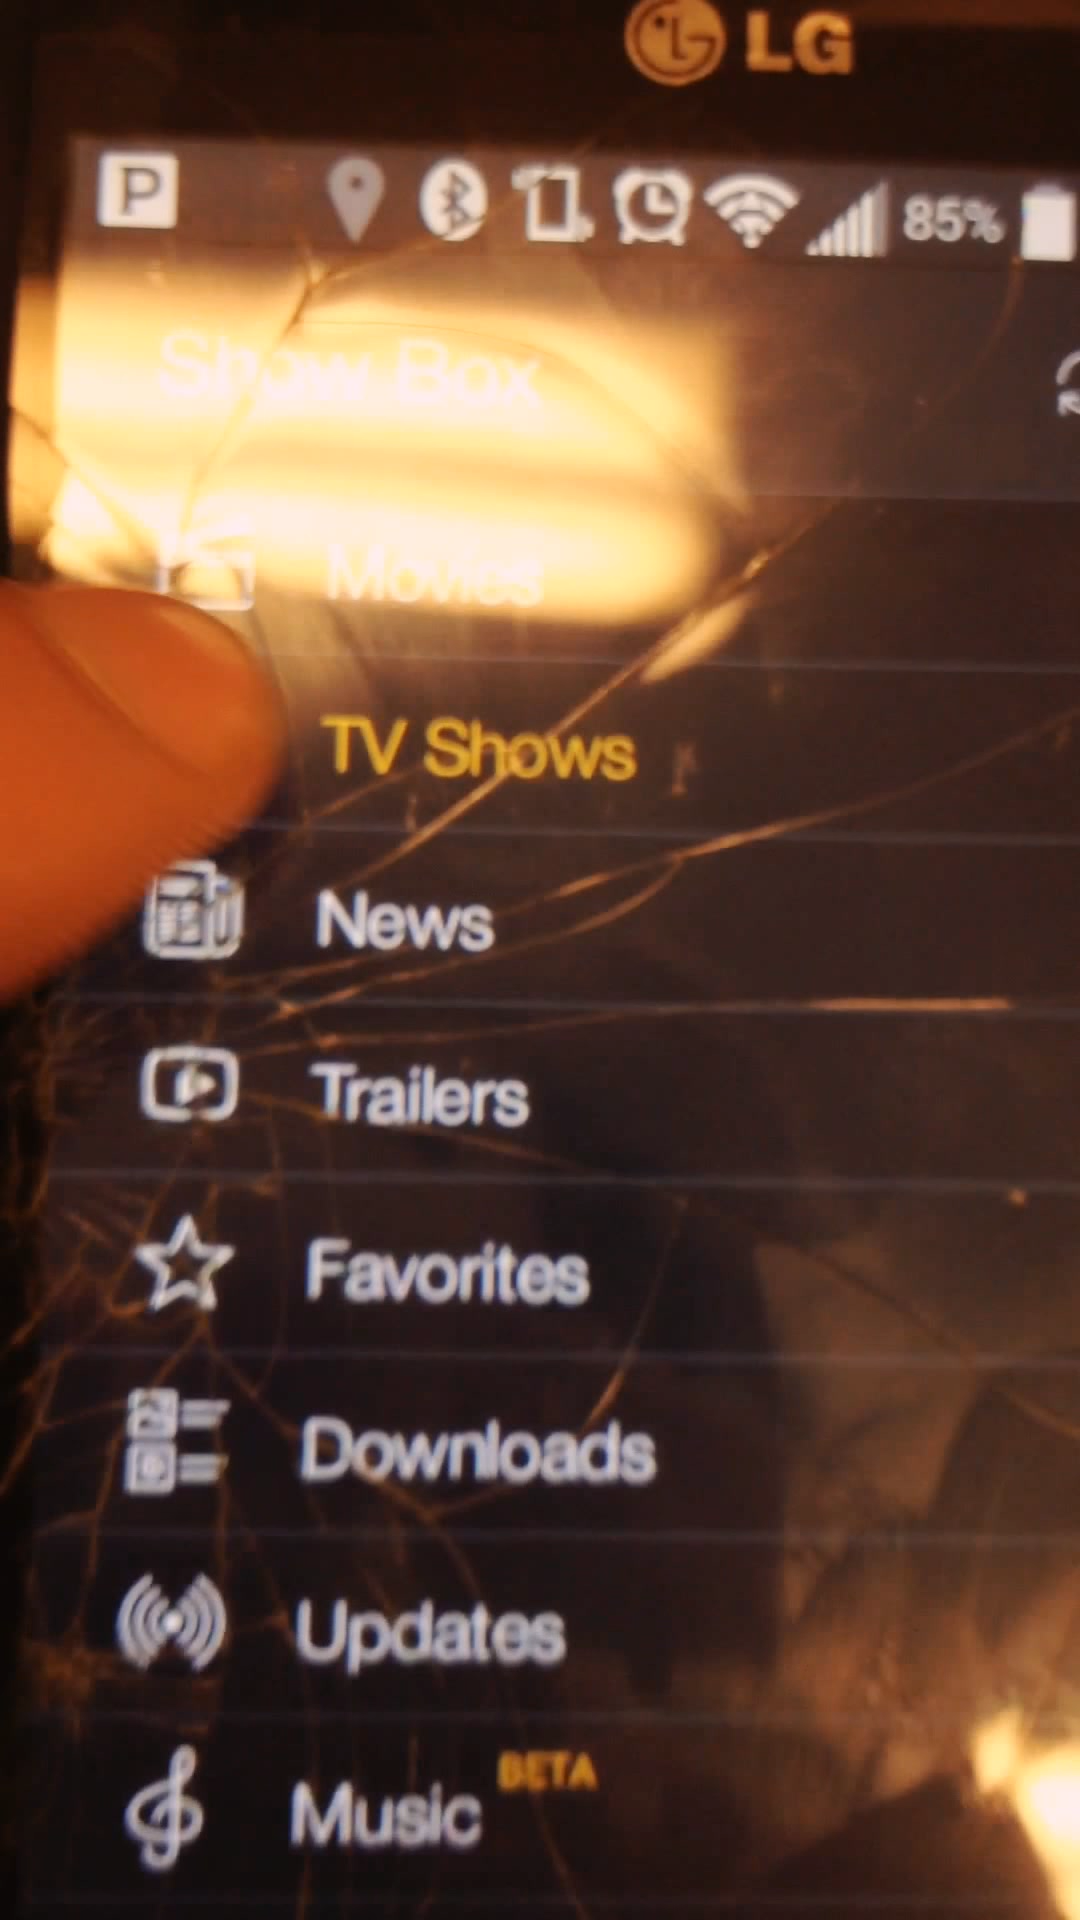 LG
P 85%
Show Box
Movies
TV Shows
News
Trailers
Favorites
Downloads
Updates
Music BETA